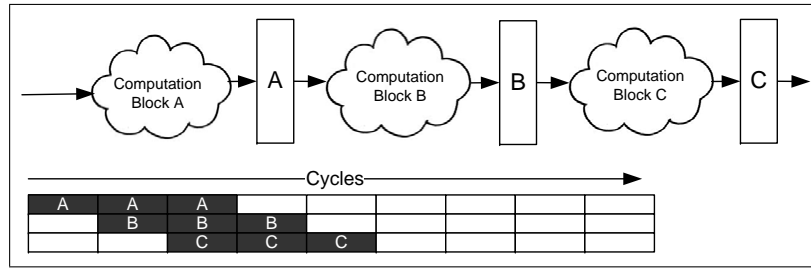 Computation
Block A
A
Computation
Block B
B
Computation
Block C
C
Cycles
A A A
B B B
C C C